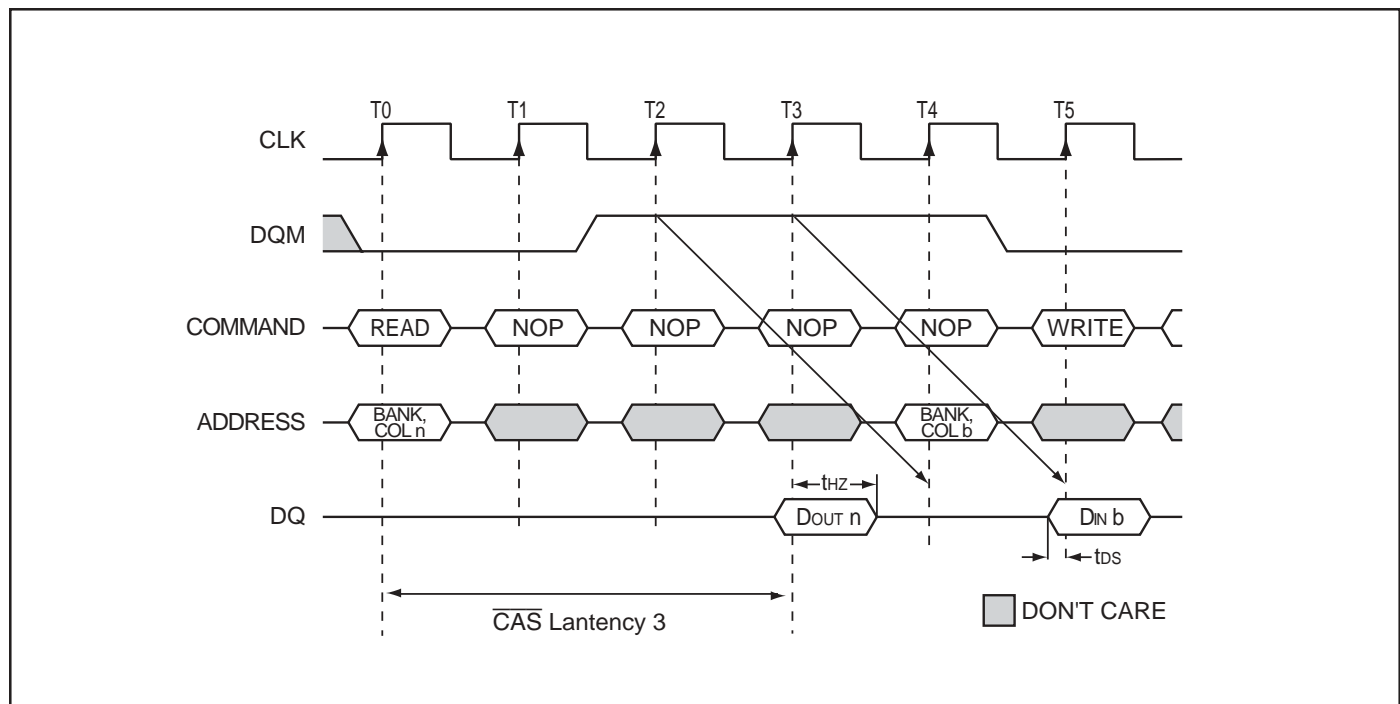 T0 T1 T2 T3 T4 T5
CLK
DQM
COMMAND READ NOP NOP NOP NOP WRITE
ADDRESS BANK, COL n BANK, COL b
tHZ
DQ DOUT n DIN b
tDS
CAS Lantency 3
DON'T CARE